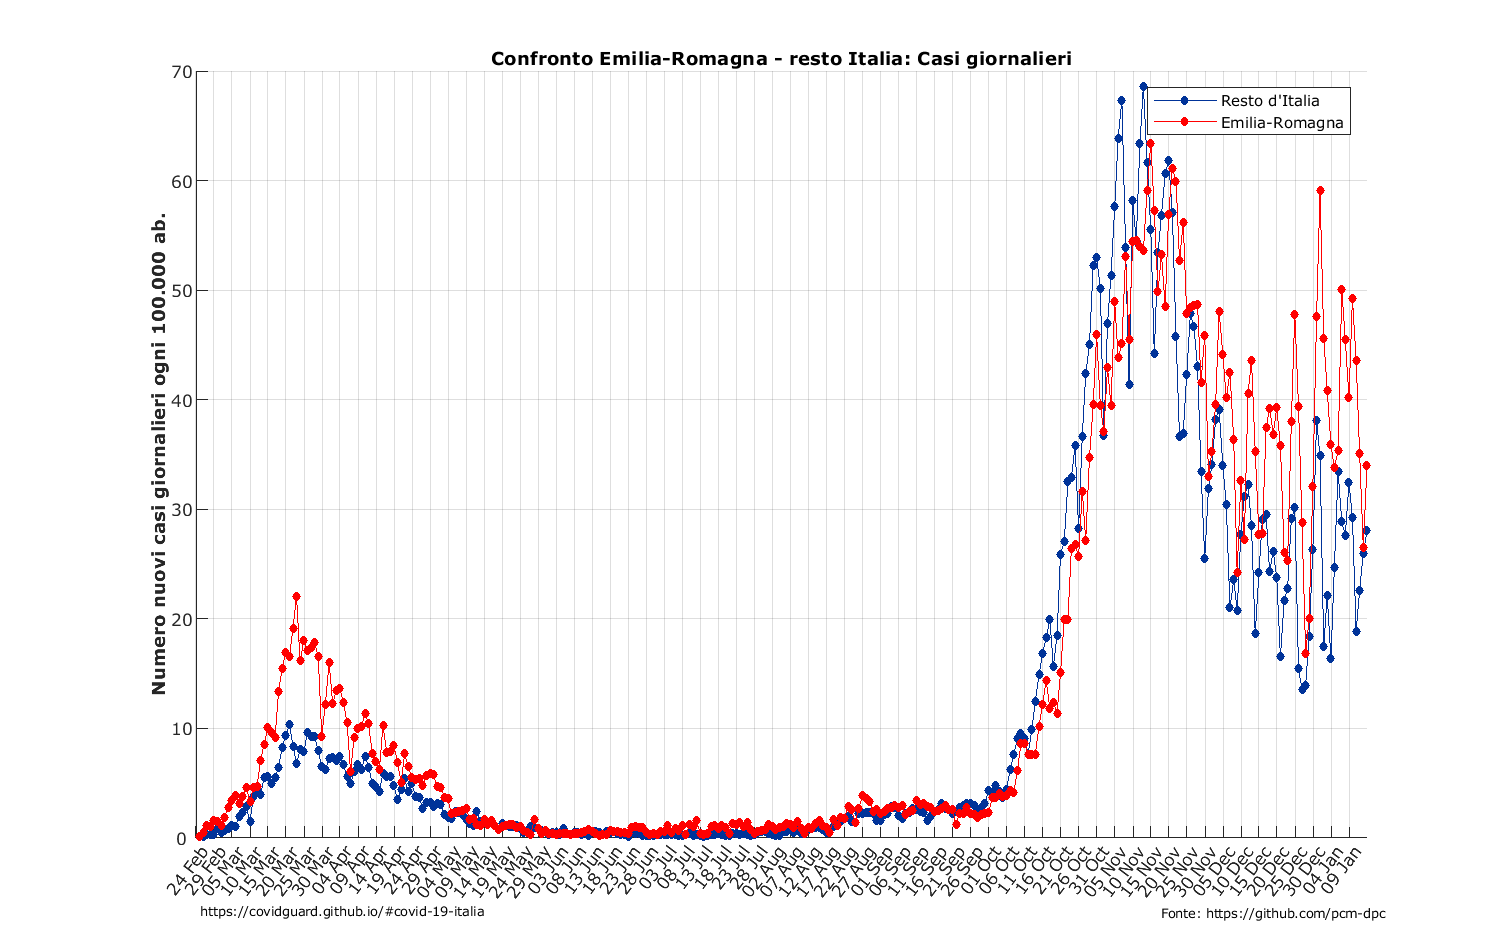 Confronto Emilia-Romagna - resto Italia: Casi giornalieri
Numero nuovi casi giornalieri ogni 100.000 ab.
70
60
50
40
30
20
10
0
Resto d'Italia
Emilia-Romagna
24 Feb
29 Feb
05 Mar
10 Mar
15 Mar
20 Mar
25 Mar
30 Mar
04 Apr
09 Apr
14 Apr
19 Apr
24 Apr
29 Apr
04 May
09 May
14 May
19 May
24 May
29 May
03 Jun
08 Jun
13 Jun
18 Jun
23 Jun
28 Jun
03 Jul
08 Jul
13 Jul
18 Jul
23 Jul
28 Jul
02 Aug
07 Aug
12 Aug
17 Aug
22 Aug
27 Aug
01 Sep
06 Sep
11 Sep
16 Sep
21 Sep
26 Sep
01 Oct
06 Oct
11 Oct
16 Oct
21 Oct
26 Oct
31 Oct
05 Nov
10 Nov
15 Nov
20 Nov
25 Nov
30 Nov
05 Dec
10 Dec
15 Dec
20 Dec
25 Dec
30 Dec
04 Jan
09 Jan
https://covidguard.github.io/#covid-19-italia
Fonte: https://github.com/pcm-dpc